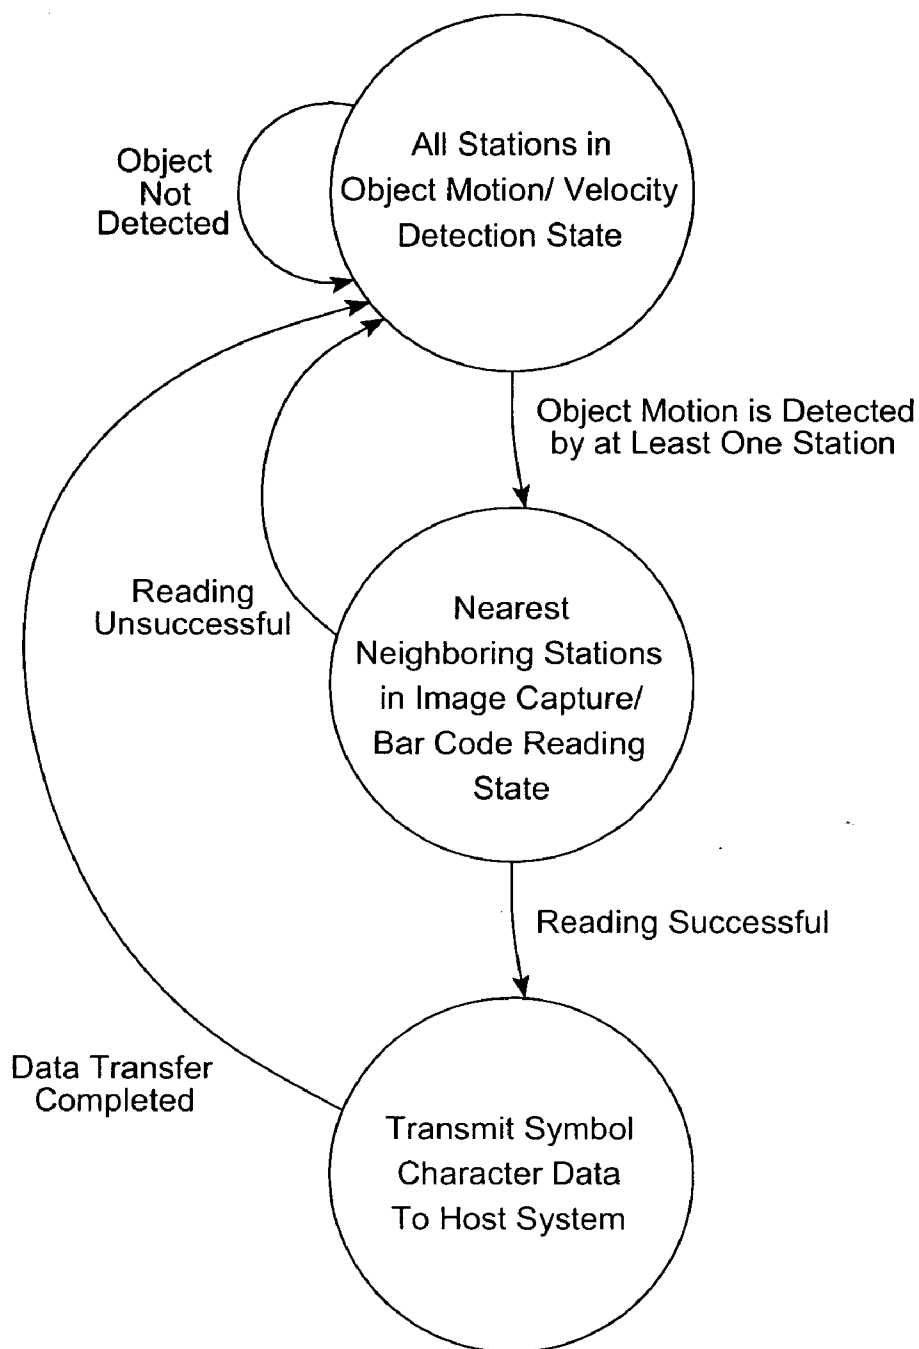 All Stations in
Object Motion/ Velocity
Detection State
Object
Not
Detected
Object Motion is Detected
by at Least One Station
Reading
Unsuccessful
Nearest
Neighboring Stations
in Image Capture/
Bar Code Reading
State
Reading Successful
Data Transfer
Completed
Transmit Symbol
Character Data
To Host System